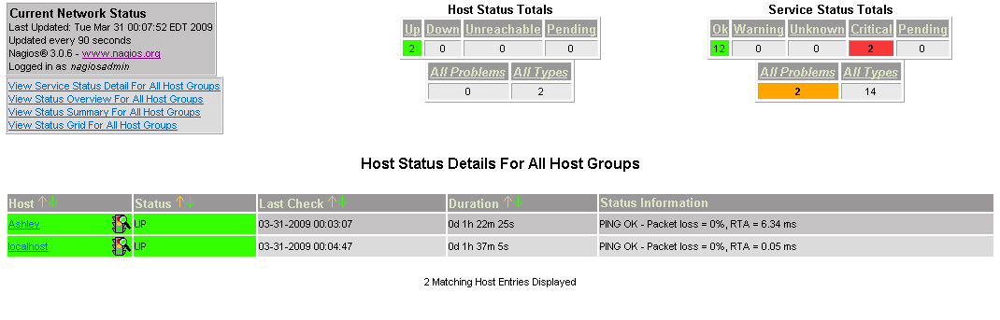 Current Network Status
Last Updated: Tue Mar 31 00:07:52 EDT 2009
Updated every 90 seconds
Nagios® 3.0.6 - www.nagios.org
Logged in as nagiosadmin
View Service Status Detail For All Host Groups
View Status Overview For All Host Groups
View Status Summary For All Host Groups
View Status Grid For All Host Groups
Host Status Totals
Up Down Unreachable Pending
2 0 0 0
All Problems All Types
0 2
Service Status Totals
Ok Warning Unknown Critical Pending
12 0 0 2 0
All Problems All Types
2 14
Host Status Details For All Host Groups
Host Status Last Check Duration Status Information
Ashley UP 03-31-2009 00:03:07 0d 1h 22m 25s PING OK - Packet loss = 0%, RTA = 6.34 ms
localhost UP 03-31-2009 00:04:47 0d 1h 37m 5s PING OK - Packet loss = 0%, RTA = 0.05 ms
2 Matching Host Entries Displayed